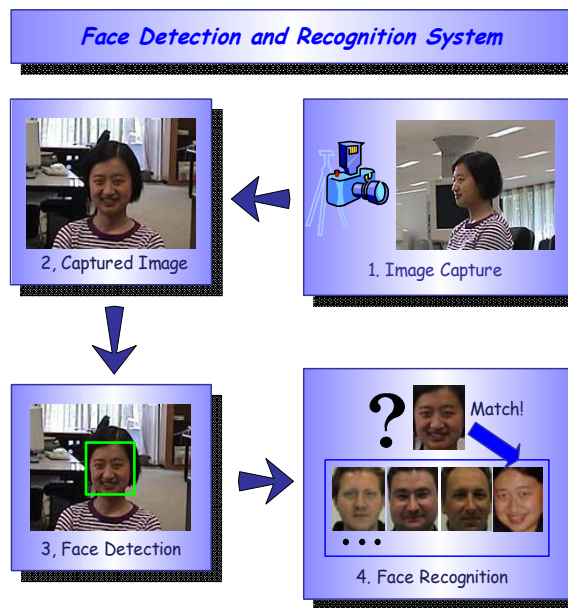 Face Detection and Recognition System
2, Captured Image
1. Image Capture
?
Match!
3, Face Detection
. . .
4. Face Recognition